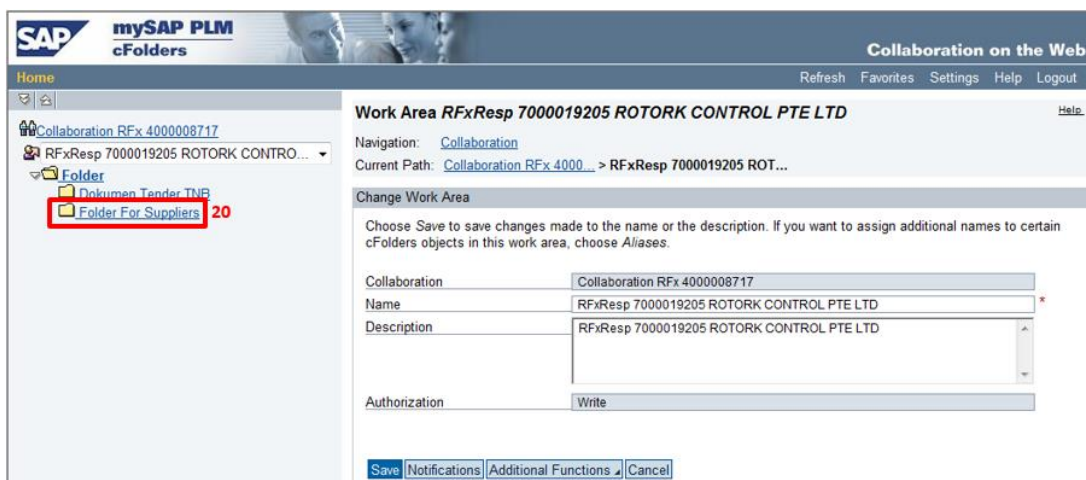 SAP
mySAP PLM
cFolders
Collaboration on the Web
Home
Refresh Favorites Settings Help Logout
Collaboration RFx 4000008717
RFxResp 7000019205 ROTORK CONTRO...
Folder
Dokumen Tender TNB
Folder For Suppliers 20
Work Area RFxResp 7000019205 ROTORK CONTROL PTE LTD
Help
Navigation: Collaboration
Current Path: Collaboration RFx 4000... > RFxResp 7000019205 ROT...
Change Work Area
Choose Save to save changes made to the name or the description. If you want to assign additional names to certain
cFolders objects in this work area, choose Aliases.
Collaboration Collaboration RFx 4000008717
Name RFxResp 7000019205 ROTORK CONTROL PTE LTD *
Description RFxResp 7000019205 ROTORK CONTROL PTE LTD
Authorization Write
Save Notifications Additional Functions Cancel